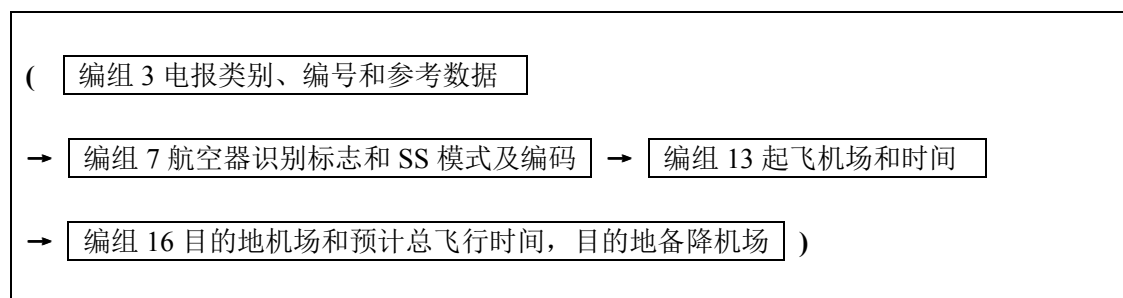 ( 编组 3 电报类别、编号和参考数据
→ 编组 7 航空器识别标志和 SS 模式及编码 → 编组 13 起飞机场和时间
→ 编组 16 目的地机场和预计总飞行时间，目的地备降机场 )